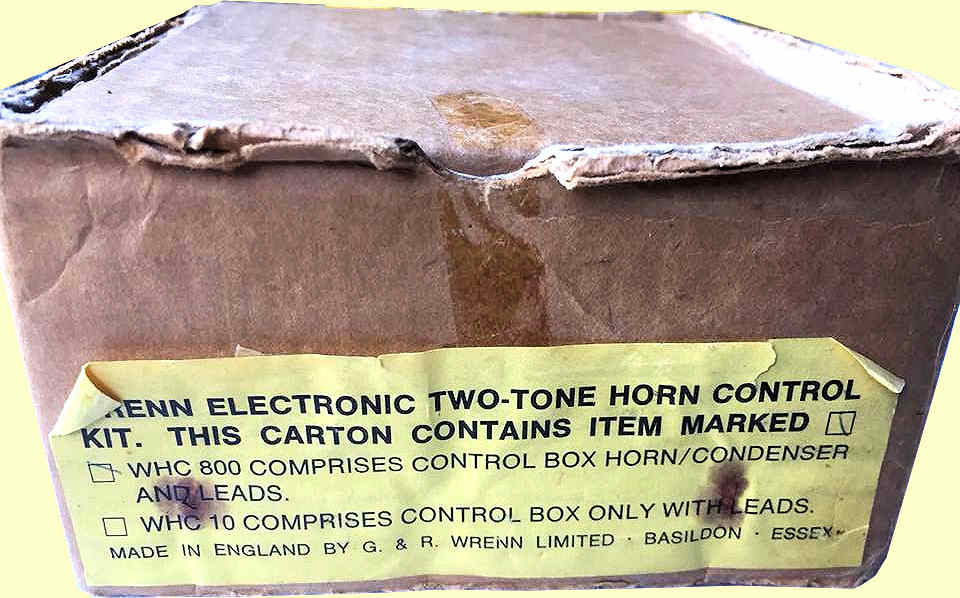 RENN ELECTRONIC TWO-TONE HORN CONTROL
KIT. THIS CARTON CONTAINS ITEM MARKED ☑
☐ WHC 800 COMPRISES CONTROL BOX HORN/CONDENSER
AND LEADS.
☐ WHC 10 COMPRISES CONTROL BOX ONLY WITH LEADS.
MADE IN ENGLAND BY G. & R. WRENN LIMITED · BASILDON · ESSEX